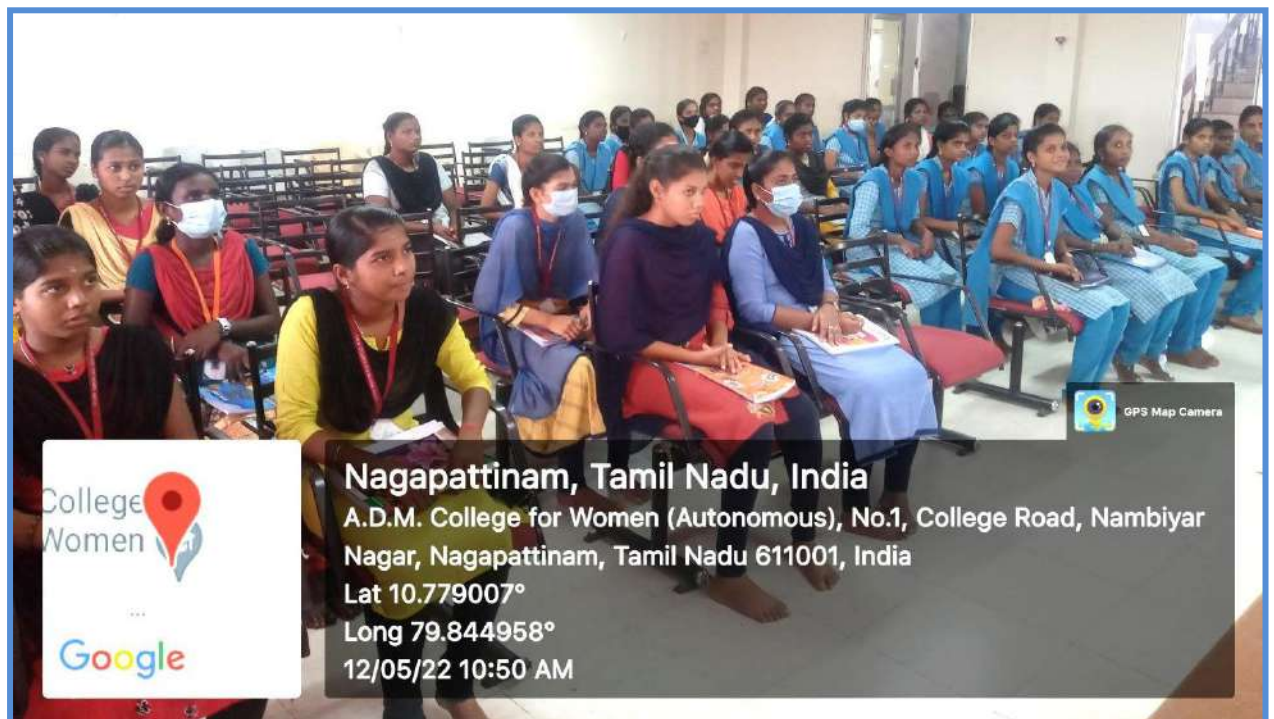 GPS Map Camera
College
Women
...
Google
Nagapattinam, Tamil Nadu, India
A.D.M. College for Women (Autonomous), No.1, College Road, Nambiyar
Nagar, Nagapattinam, Tamil Nadu 611001, India
Lat 10.779007°
Long 79.844958°
12/05/22 10:50 AM